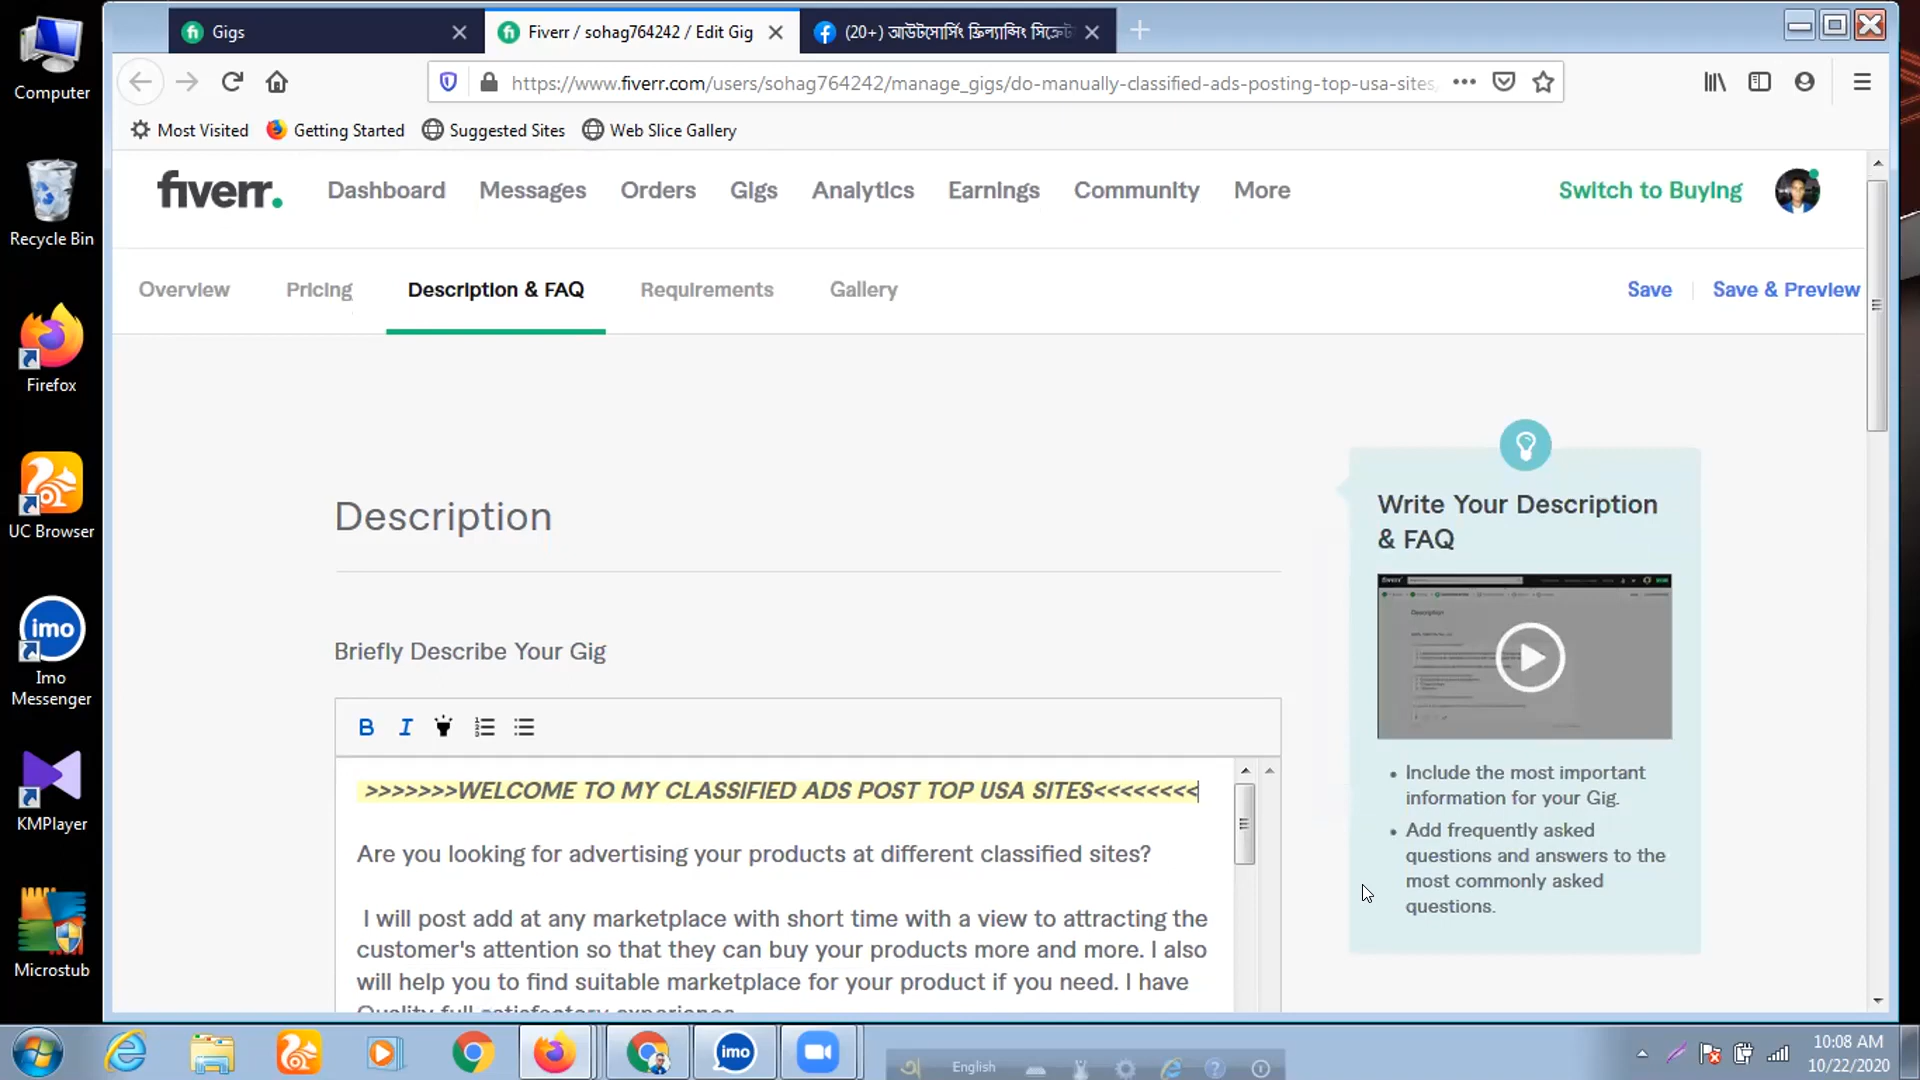 Computer
Recycle Bin
Firefox
UC Browser
imo
Imo
Messenger
KMPlayer
Microstub
Gigs
Fiverr / sohag764242 / Edit Gig
(20+) আউটসোর্সিং ফ্রিল্যান্সিং
https://www.fiverr.com/users/sohag764242/manage_gigs/do-manually-classified-ads-posting-top-usa-sites,
Most Visited
Getting Started
Suggested Sites
Web Slice Gallery
fiverr.
Dashboard
Messages
Orders
Gigs
Analytics
Earnings
Community
More
Switch to Buying
Overview
Pricing
Description & FAQ
Requirements
Gallery
Save
Save & Preview
Description
Briefly Describe Your Gig
B I
>>>>>>>WELCOME TO MY CLASSIFIED ADS POST TOP USA SITES<<<<<<<<
Are you looking for advertising your products at different classified sites?
I will post add at any marketplace with short time with a view to attracting the
customer's attention so that they can buy your products more and more. I also
will help you to find suitable marketplace for your product if you need. I have
Quality full satisfactory experience
Write Your Description
& FAQ
Description
• Include the most important
information for your Gig.
• Add frequently asked
questions and answers to the
most commonly asked
questions.
imo
English
10:08 AM
10/22/2020